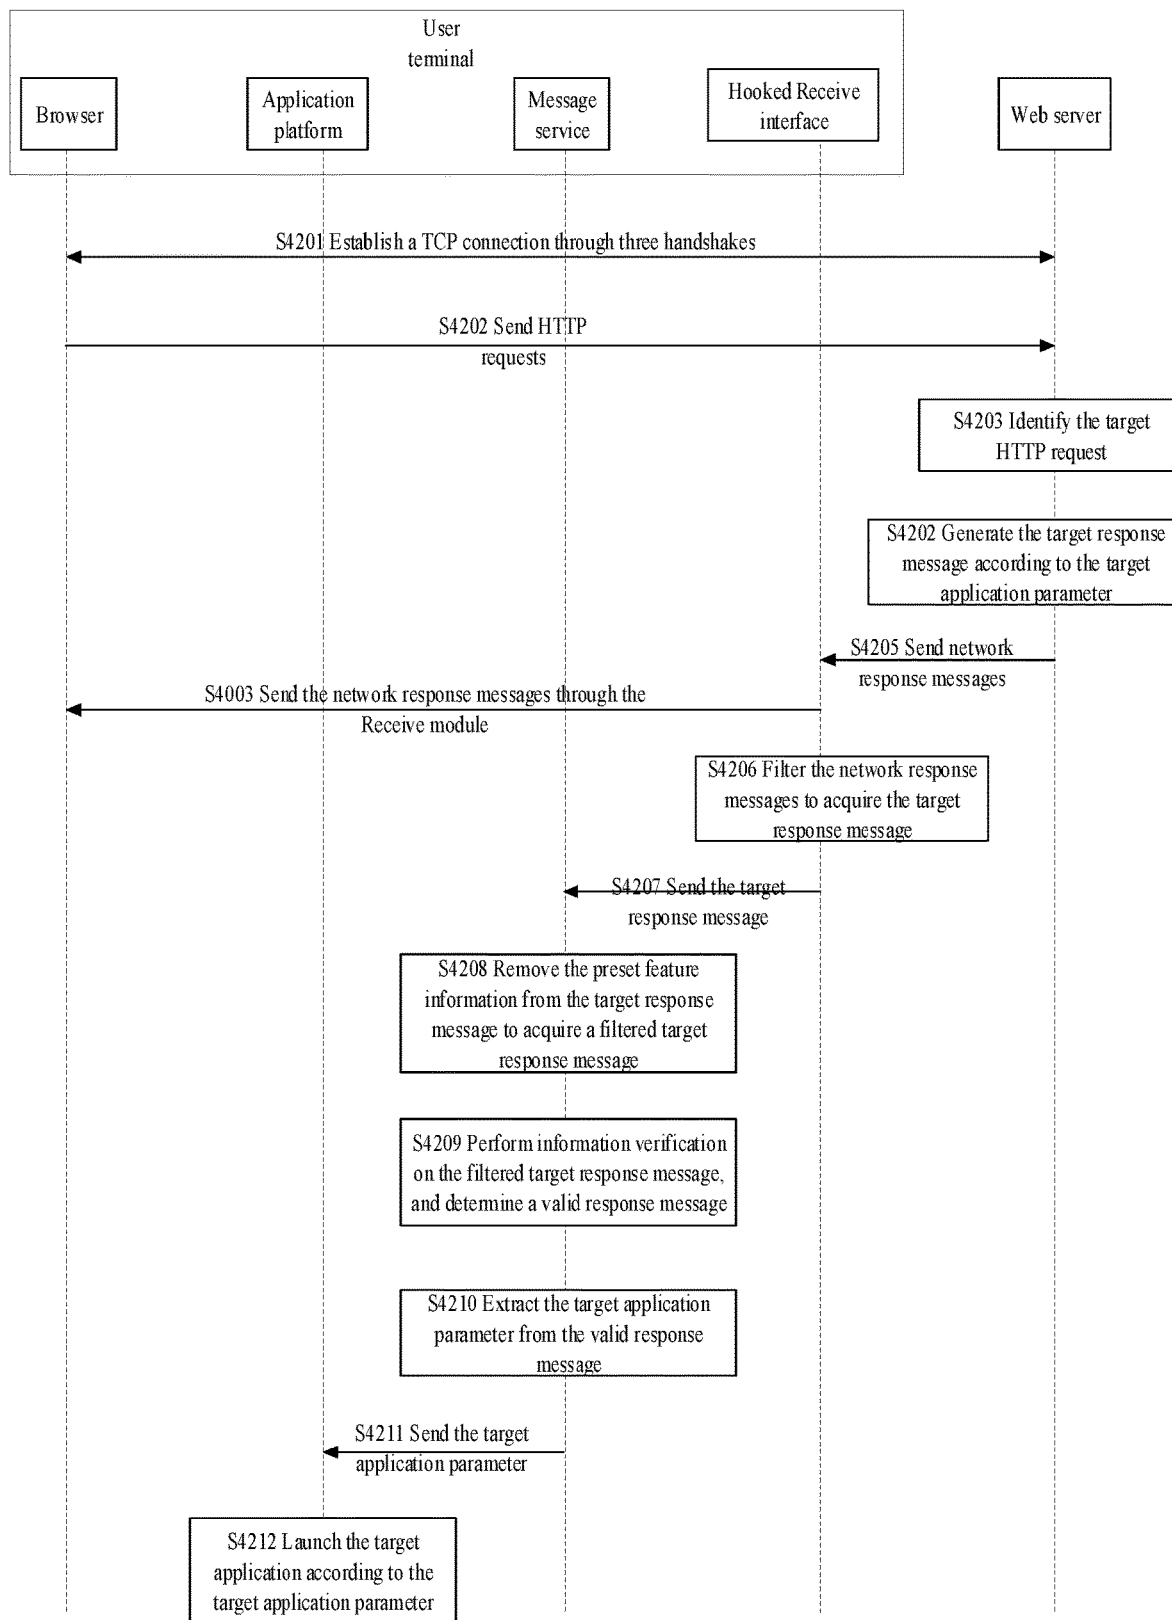 User
terminal
Browser
Application
platform
Message
service
Hooked Receive
interface
Web server
S4201 Establish a TCP connection through three handshakes
S4202 Send HTTP
requests
S4203 Identify the target
HTTP request
S4202 Generate the target response
message according to the target
application parameter
S4205 Send network
response messages
S4003 Send the network response messages through the
Receive module
S4206 Filter the network response
messages to acquire the target
response message
S4207 Send the target
response message
S4208 Remove the preset feature
information from the target response
message to acquire a filtered target
response message
S4209 Perform information verification
on the filtered target response message,
and determine a valid response message
S4210 Extract the target application
parameter from the valid response
message
S4211 Send the target
application parameter
S4212 Launch the target
application according to the
target application parameter